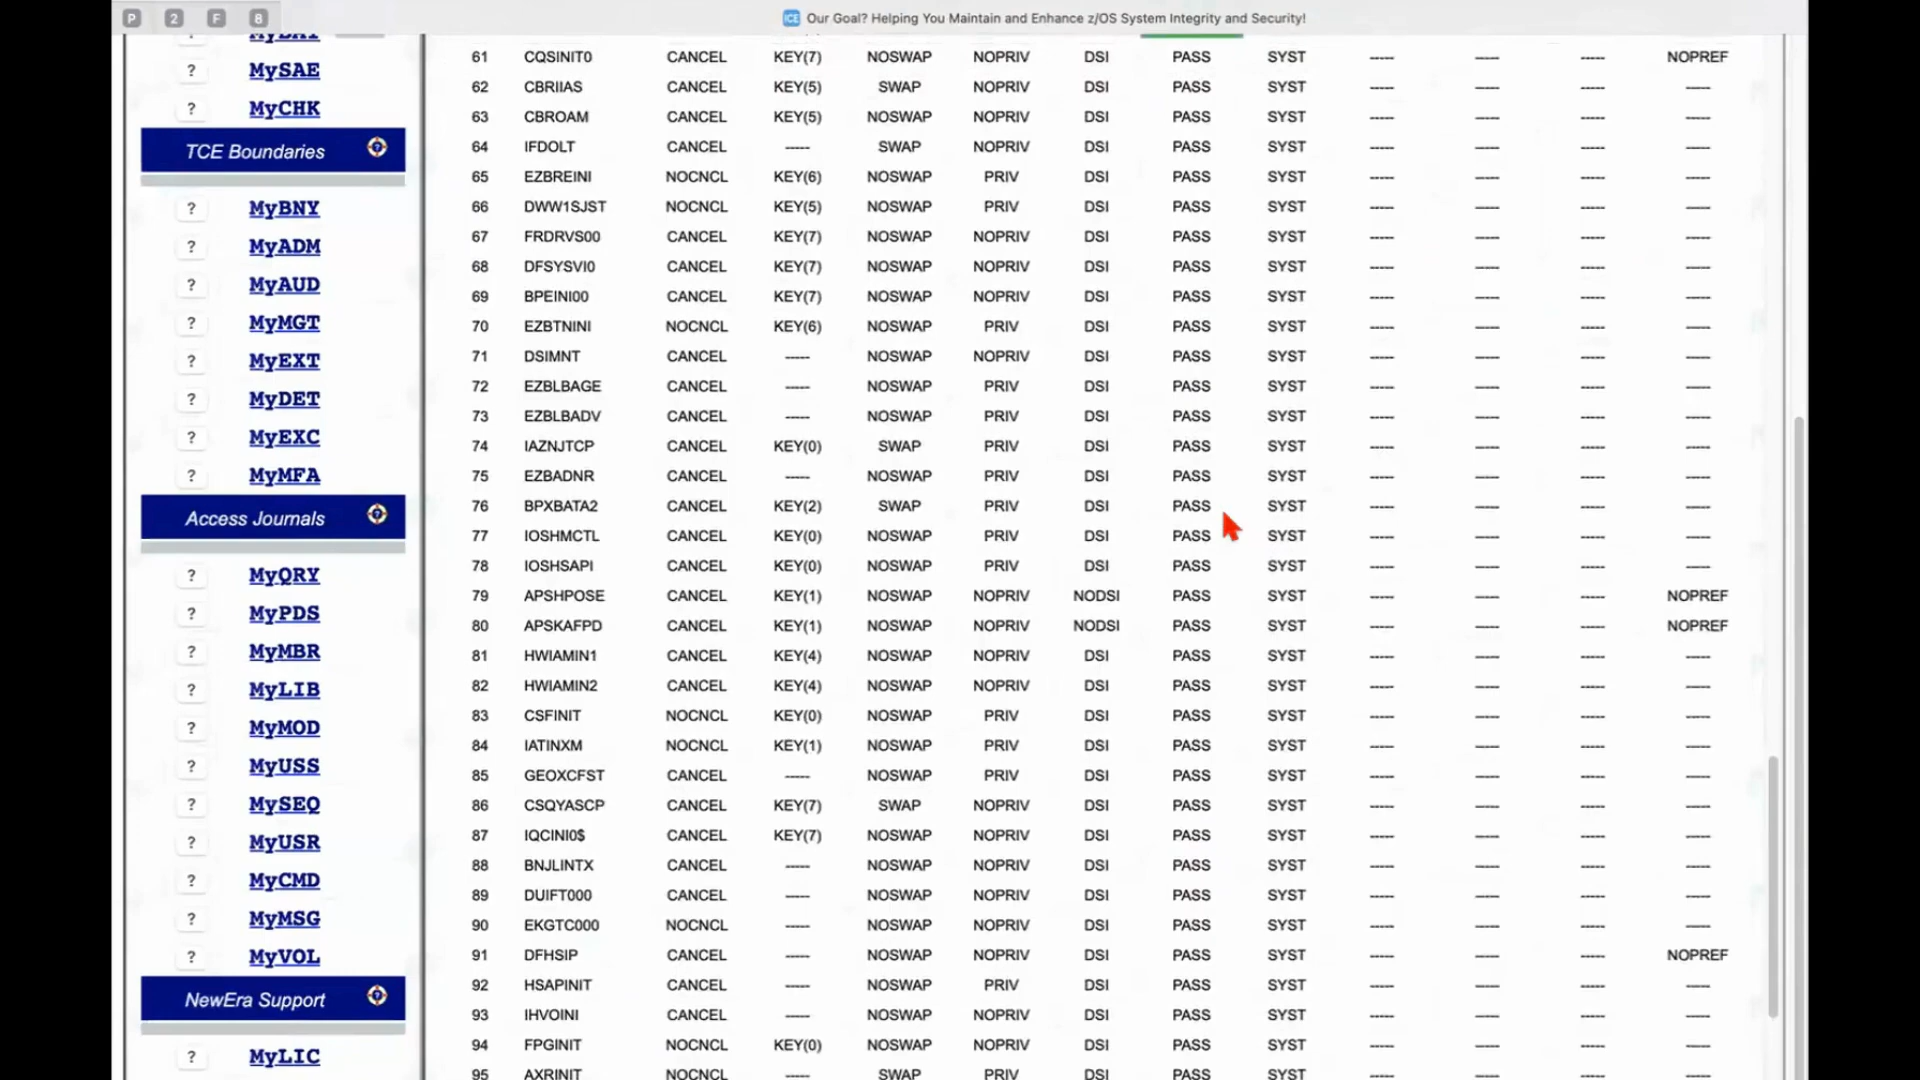 P 2 F 8
ICE Our Goal? Helping You Maintain and Enhance z/OS System Integrity and Security!
? MySAE
? MyCHK
TCE Boundaries
? MyBNY
? MyADM
? MyAUD
? MyMGT
? MyEXT
? MyDET
? MyEXC
? MyMFA
Access Journals
? MyQRY
? MyPDS
? MyMBR
? MyLIB
? MyMOD
? MyUSS
? MySEQ
? MyUSR
? MyCMD
? MyMSG
? MyVOL
NewEra Support
? MyLIC
61 CQSINIT0 CANCEL KEY(7) NOSWAP NOPRIV DSI PASS SYST ----- ----- ----- NOPREF
62 CBRIIAS CANCEL KEY(5) SWAP NOPRIV DSI PASS SYST ----- ----- ----- -----
63 CBROAM CANCEL KEY(5) NOSWAP NOPRIV DSI PASS SYST ----- ----- ----- -----
64 IFDOLT CANCEL ----- SWAP NOPRIV DSI PASS SYST ----- ----- ----- -----
65 EZBREINI NOCNCL KEY(6) NOSWAP PRIV DSI PASS SYST ----- ----- ----- -----
66 DWW1SJST NOCNCL KEY(5) NOSWAP PRIV DSI PASS SYST ----- ----- ----- -----
67 FRDRVS00 CANCEL KEY(7) NOSWAP NOPRIV DSI PASS SYST ----- ----- ----- -----
68 DFSYSVI0 CANCEL KEY(7) NOSWAP NOPRIV DSI PASS SYST ----- ----- ----- -----
69 BPEINI00 CANCEL KEY(7) NOSWAP NOPRIV DSI PASS SYST ----- ----- ----- -----
70 EZBTNINI NOCNCL KEY(6) NOSWAP PRIV DSI PASS SYST ----- ----- ----- -----
71 DSIMNT CANCEL ----- NOSWAP NOPRIV DSI PASS SYST ----- ----- ----- -----
72 EZBLBAGE CANCEL ----- NOSWAP PRIV DSI PASS SYST ----- ----- ----- -----
73 EZBLBADV CANCEL ----- NOSWAP PRIV DSI PASS SYST ----- ----- ----- -----
74 IAZNJTCP CANCEL KEY(0) SWAP PRIV DSI PASS SYST ----- ----- ----- -----
75 EZBADNR CANCEL ----- NOSWAP PRIV DSI PASS SYST ----- ----- ----- -----
76 BPXBATA2 CANCEL KEY(2) SWAP PRIV DSI PASS SYST ----- ----- ----- -----
77 IOSHMCTL CANCEL KEY(0) NOSWAP PRIV DSI PASS SYST ----- ----- ----- -----
78 IOSHSAPI CANCEL KEY(0) NOSWAP PRIV DSI PASS SYST ----- ----- ----- -----
79 APSHPOSE CANCEL KEY(1) NOSWAP NOPRIV NODSI PASS SYST ----- ----- ----- NOPREF
80 APSKAFPD CANCEL KEY(1) NOSWAP NOPRIV NODSI PASS SYST ----- ----- ----- NOPREF
81 HWIAMIN1 CANCEL KEY(4) NOSWAP NOPRIV DSI PASS SYST ----- ----- ----- -----
82 HWIAMIN2 CANCEL KEY(4) NOSWAP NOPRIV DSI PASS SYST ----- ----- ----- -----
83 CSFINIT NOCNCL KEY(0) NOSWAP PRIV DSI PASS SYST ----- ----- ----- -----
84 IATINXM NOCNCL KEY(1) NOSWAP PRIV DSI PASS SYST ----- ----- ----- -----
85 GEOXCFST CANCEL ----- NOSWAP PRIV DSI PASS SYST ----- ----- ----- -----
86 CSQYASCP CANCEL KEY(7) SWAP NOPRIV DSI PASS SYST ----- ----- ----- -----
87 IQCINI0$ CANCEL KEY(7) NOSWAP NOPRIV DSI PASS SYST ----- ----- ----- -----
88 BNJLINTX CANCEL ----- NOSWAP NOPRIV DSI PASS SYST ----- ----- ----- -----
89 DUIFT000 CANCEL ----- NOSWAP NOPRIV DSI PASS SYST ----- ----- ----- -----
90 EKGTC000 NOCNCL ----- NOSWAP NOPRIV DSI PASS SYST ----- ----- ----- -----
91 DFHSIP CANCEL ----- NOSWAP NOPRIV DSI PASS SYST ----- ----- ----- NOPREF
92 HSAPINIT CANCEL ----- NOSWAP PRIV DSI PASS SYST ----- ----- ----- -----
93 IHVOINI CANCEL ----- NOSWAP NOPRIV DSI PASS SYST ----- ----- ----- -----
94 FPGINIT NOCNCL KEY(0) NOSWAP NOPRIV DSI PASS SYST ----- ----- ----- -----
95 AXRINIT NOCNCL ----- SWAP PRIV DSI PASS SYST ----- ----- ----- -----